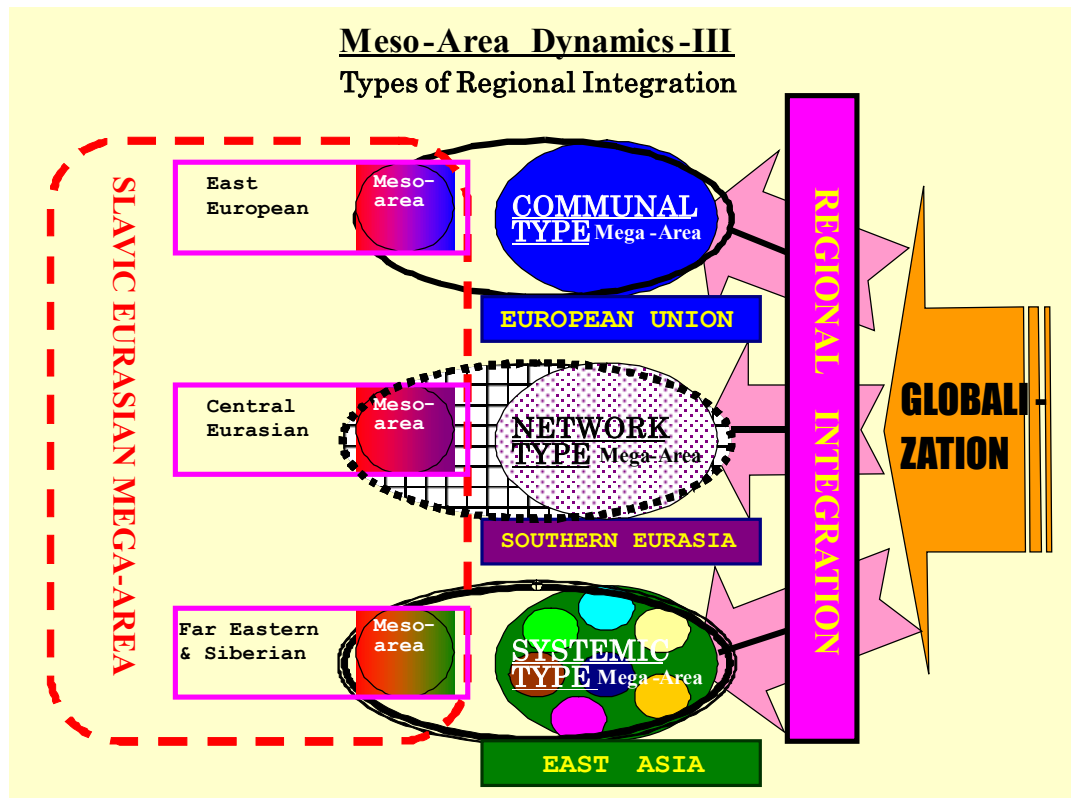 Meso-Area Dynamics-III
Types of Regional Integration
SLAVIC EURASIAN MEGA-AREA
East
European
Meso-
area
COMMUNAL
TYPE Mega-Area
EUROPEAN UNION
Central
Eurasian
Meso-
area
NETWORK
TYPE Mega-Area
SOUTHERN EURASIA
Far Eastern
& Siberian
Meso-
area
SYSTEMIC
TYPE Mega-Area
EAST ASIA
REGIONAL INTEGRATION
GLOBALI-
ZATION